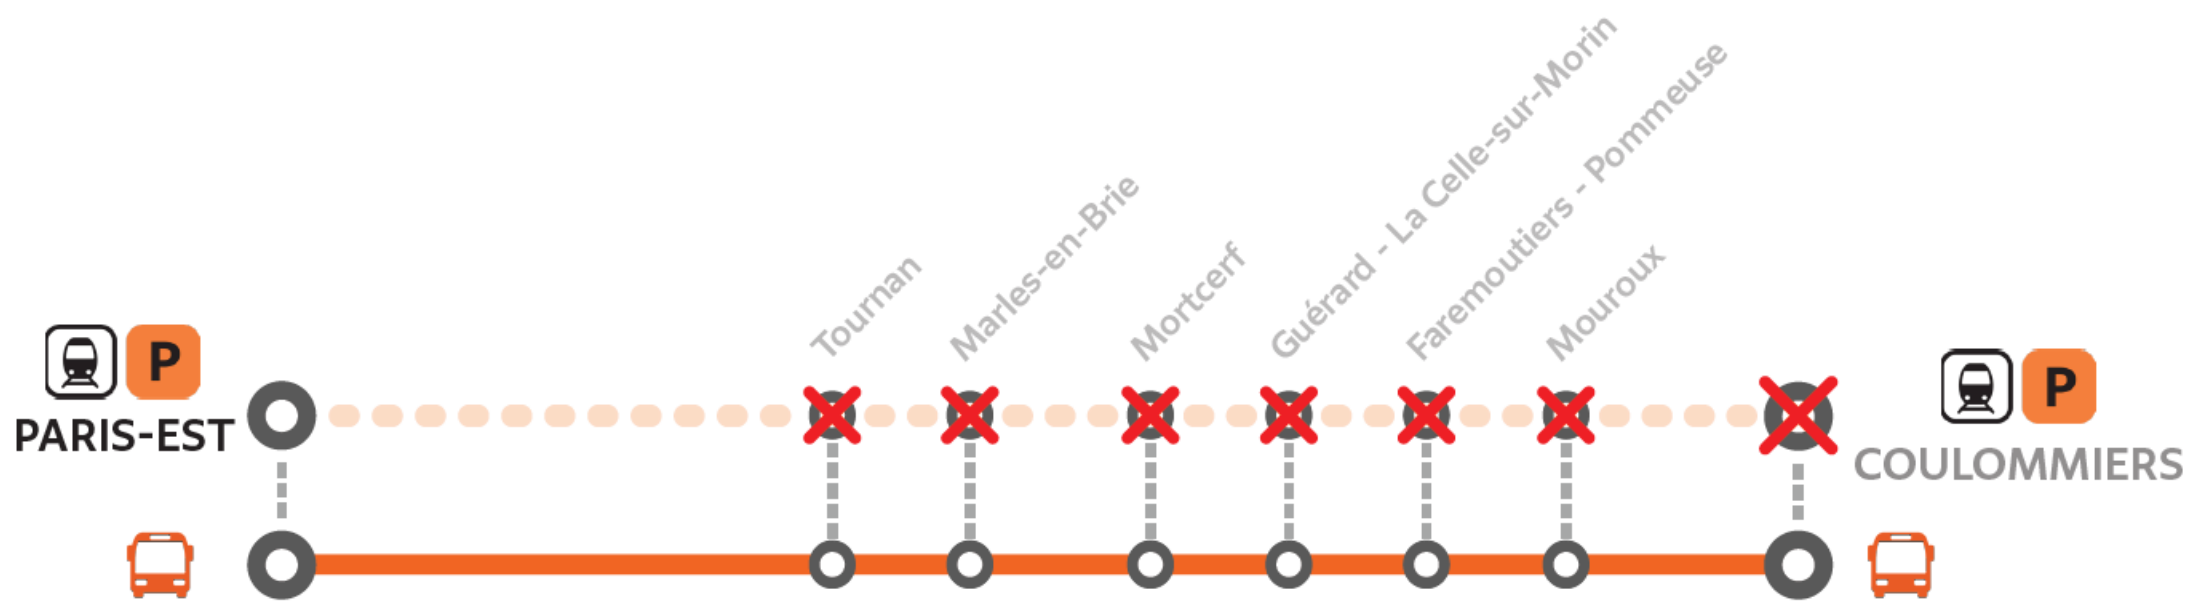 P
PARIS-EST
Tournan
Marles-en-Brie
Mortcerf
Guérard - La Celle-sur-Morin
Faremoutiers - Pommeuse
Mouroux
P
COULOMMIERS